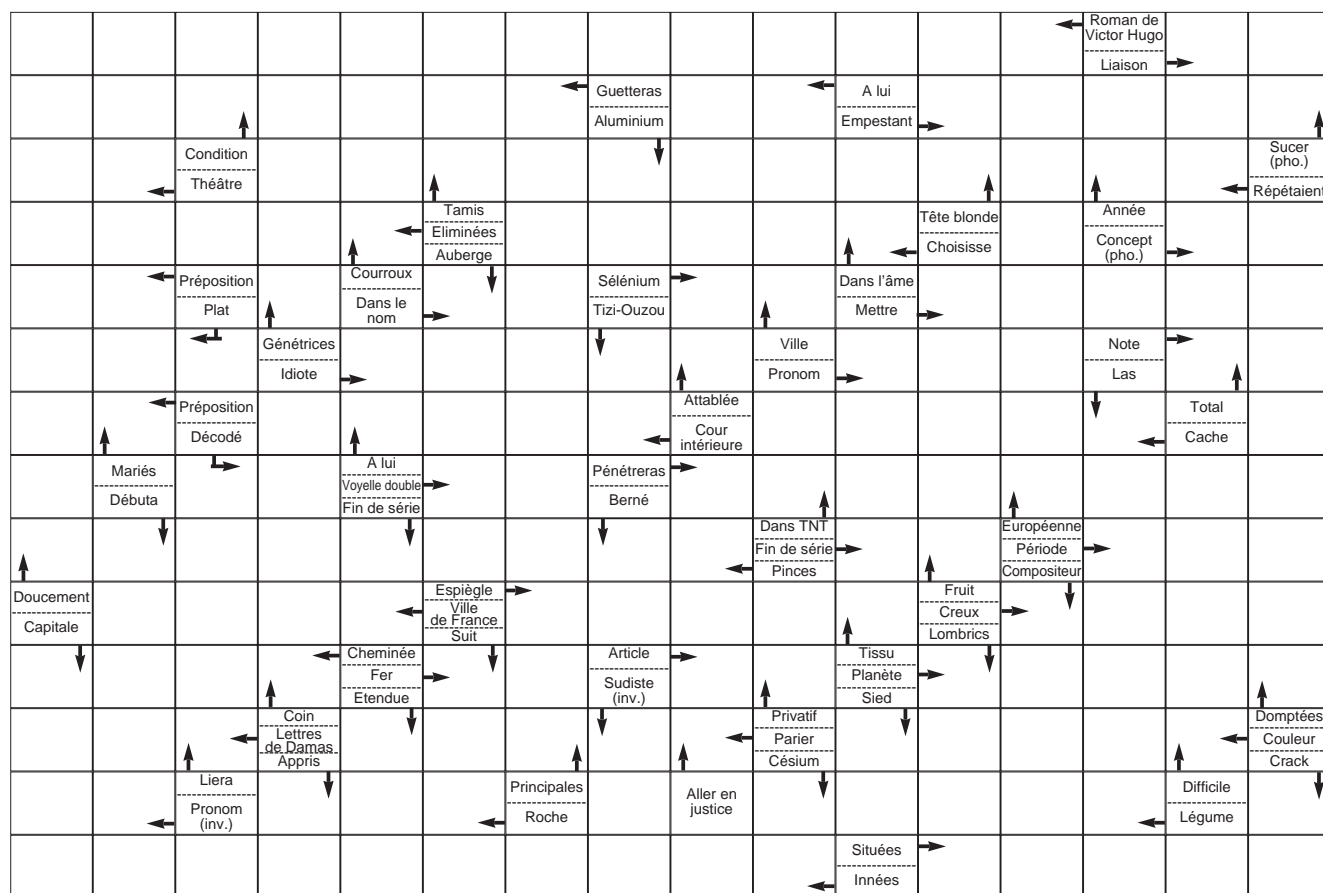 Roman de
Victor Hugo
Liaison
Guetteras
Aluminium
A lui
Empestant
Condition
Théâtre
Sucer
(pho.)
Répétaient
Tamis
Eliminées
Auberge
Tête blonde
Choisisse
Année
Concept
(pho.)
Préposition
Plat
Courroux
Dans le
nom
Sélénium
Tizi-Ouzou
Dans l'âme
Mettre
Génétrices
Idiote
Ville
Pronom
Note
Las
Préposition
Décodé
Attablée
Cour
intérieure
Total
Cache
Mariés
Débuta
A lui
Voyelle double
Fin de série
Pénétreras
Berné
Dans TNT
Fin de série
Pinces
Européenne
Période
Compositeur
Doucement
Capitale
Espiègle
Ville
de France
Suit
Fruit
Creux
Lombrics
Cheminée
Fer
Etendue
Article
Sudiste
(inv.)
Tissu
Planète
Sied
Coin
Lettres
de Damas
Appris
Privatif
Parier
Césium
Domptées
Couleur
Crack
Liera
Pronom
(inv.)
Principales
Roche
Aller en
justice
Difficile
Légume
Situées
Innées